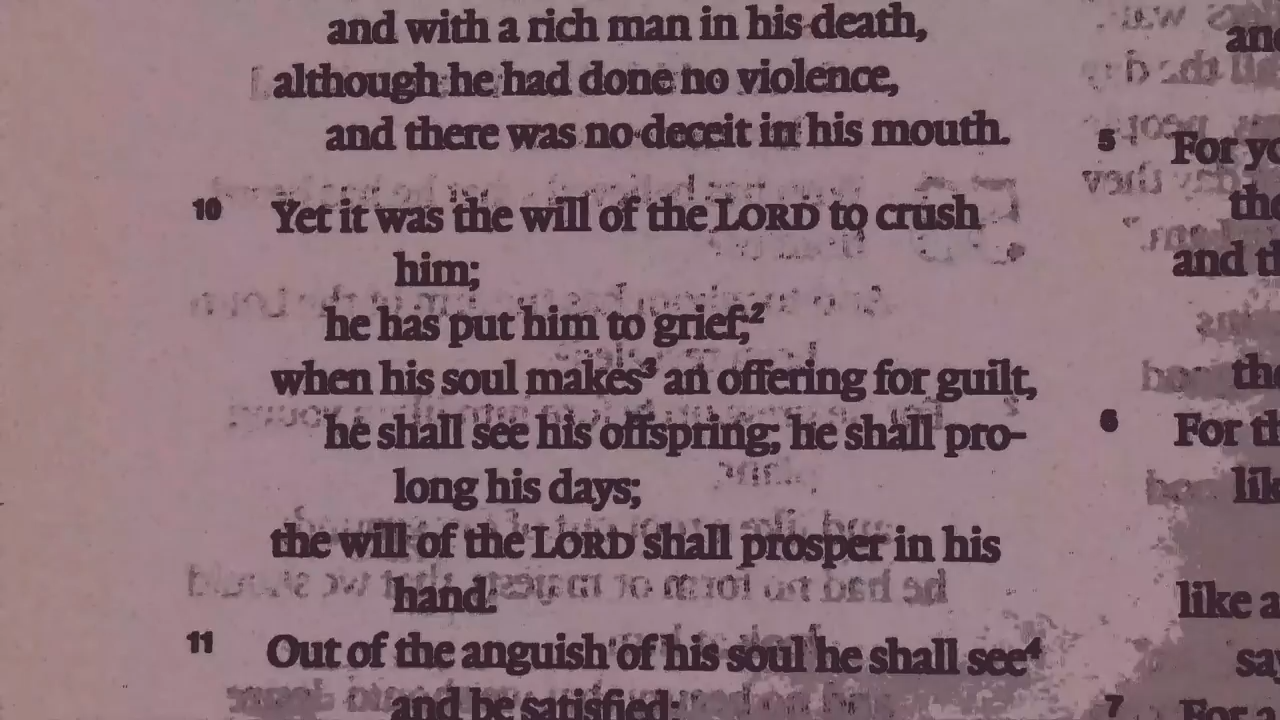 and with a rich man in his death,
although he had done no violence,
and there was no deceit in his mouth.
10 Yet it was the will of the LORD to crush
him;
he has put him to grief;2
when his soul makes3 an offering for guilt,
he shall see his offspring; he shall pro-
long his days;
the will of the LORD shall prosper in his
hand.
11 Out of the anguish of his soul he shall see4
and be satisfied;
5 For yo
the
and th
the
6 For th
lik
like a
say
7 For a